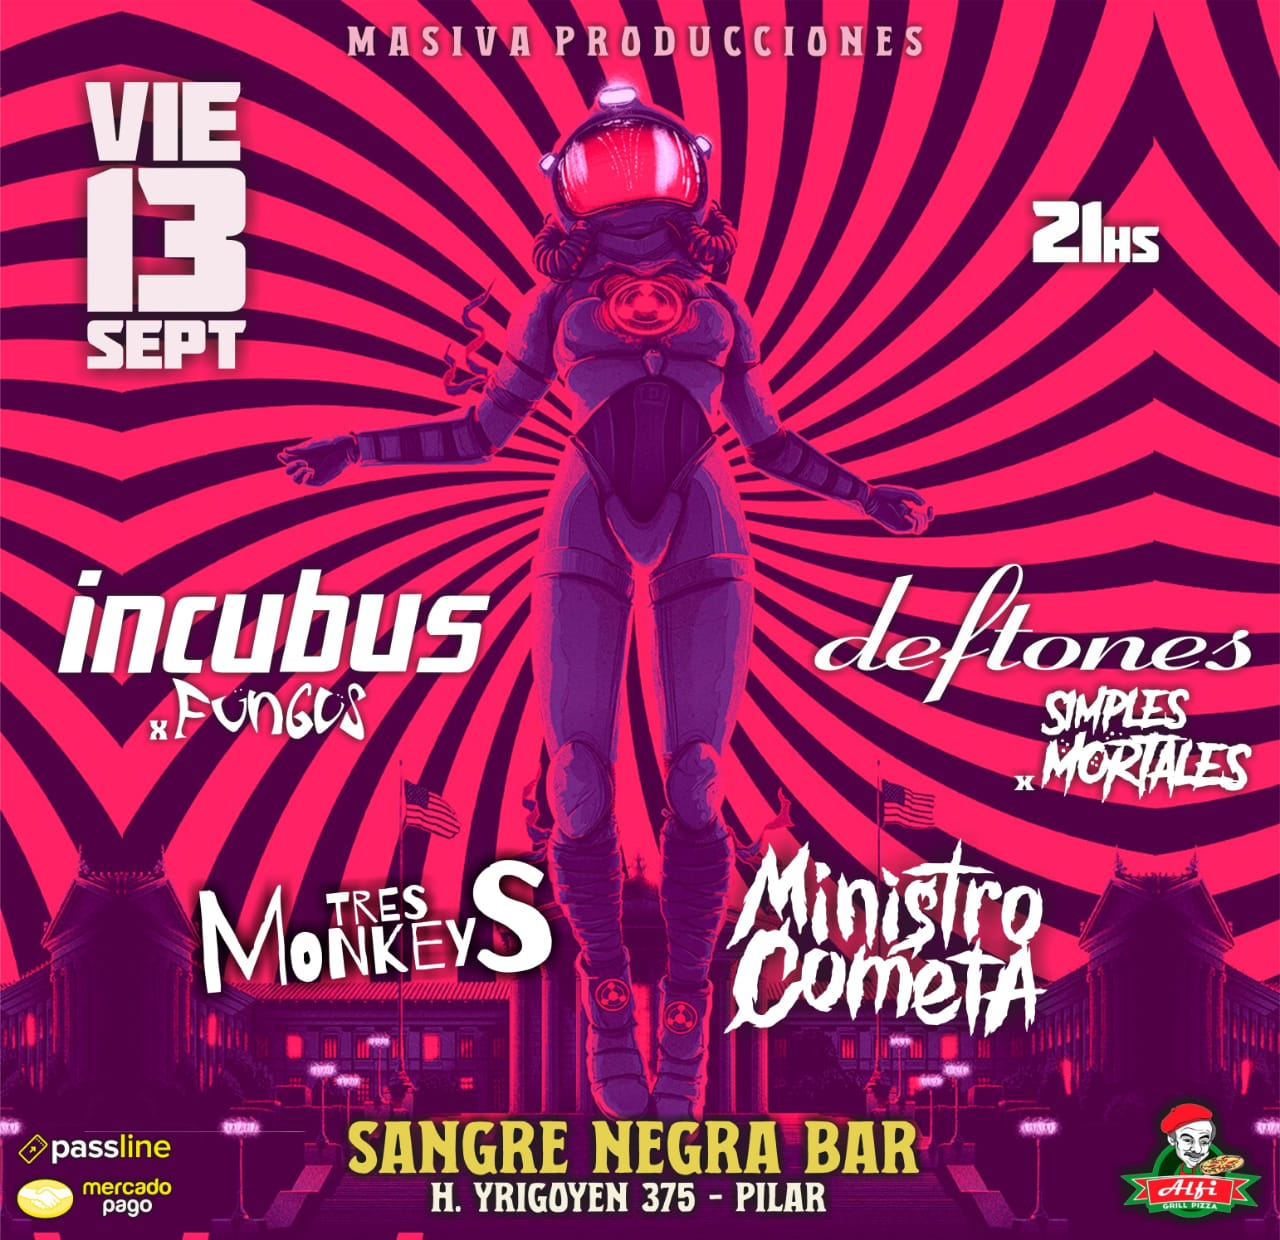 MASIVA PRODUCCIONES
VIE
13
SEPT
21HS
incubus
x FUNGUS
deftones
SIMPLES
x MORTALES
TRES
MONKEYS
Ministro
Cometa
SANGRE NEGRA BAR
H. YRIGOYEN 375 - PILAR
passline
mercado
pago
Alfi
GRILL PIZZA